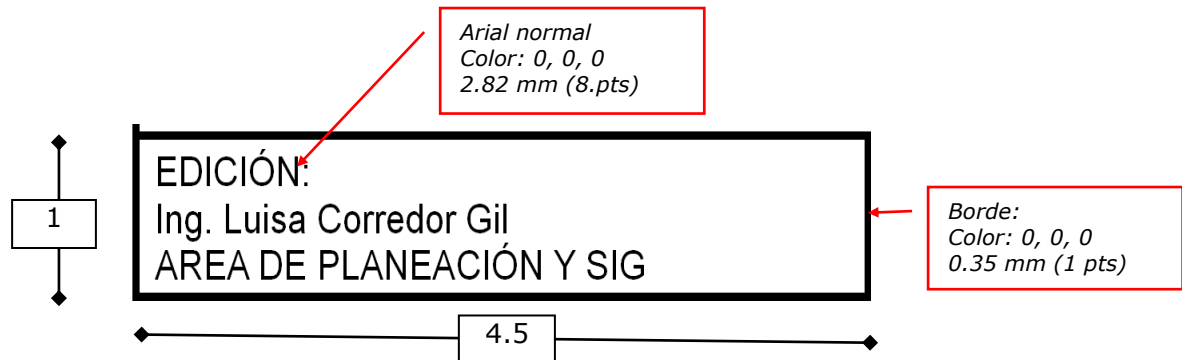 Arial normal
Color: 0, 0, 0
2.82 mm (8.pts)
EDICIÓN:
Ing. Luisa Corredor Gil
AREA DE PLANEACIÓN Y SIG
1
Borde:
Color: 0, 0, 0
0.35 mm (1 pts)
4.5